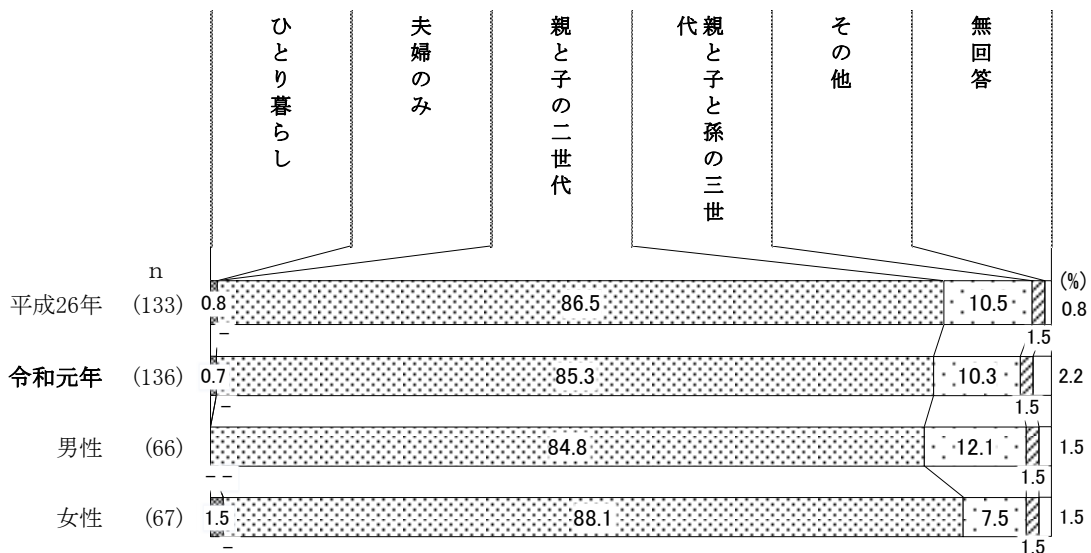 ひとり暮らし
夫婦のみ
親と子の二世代
親と子と孫の三世
代
その他
無回答
n
(%)
平成26年 (133) 0.8 86.5 10.5 0.8
－ 1.5
令和元年 (136) 0.7 85.3 10.3 2.2
－ 1.5
男性 (66) 84.8 12.1 1.5
－ － 1.5
女性 (67) 1.5 88.1 7.5 1.5
－ 1.5